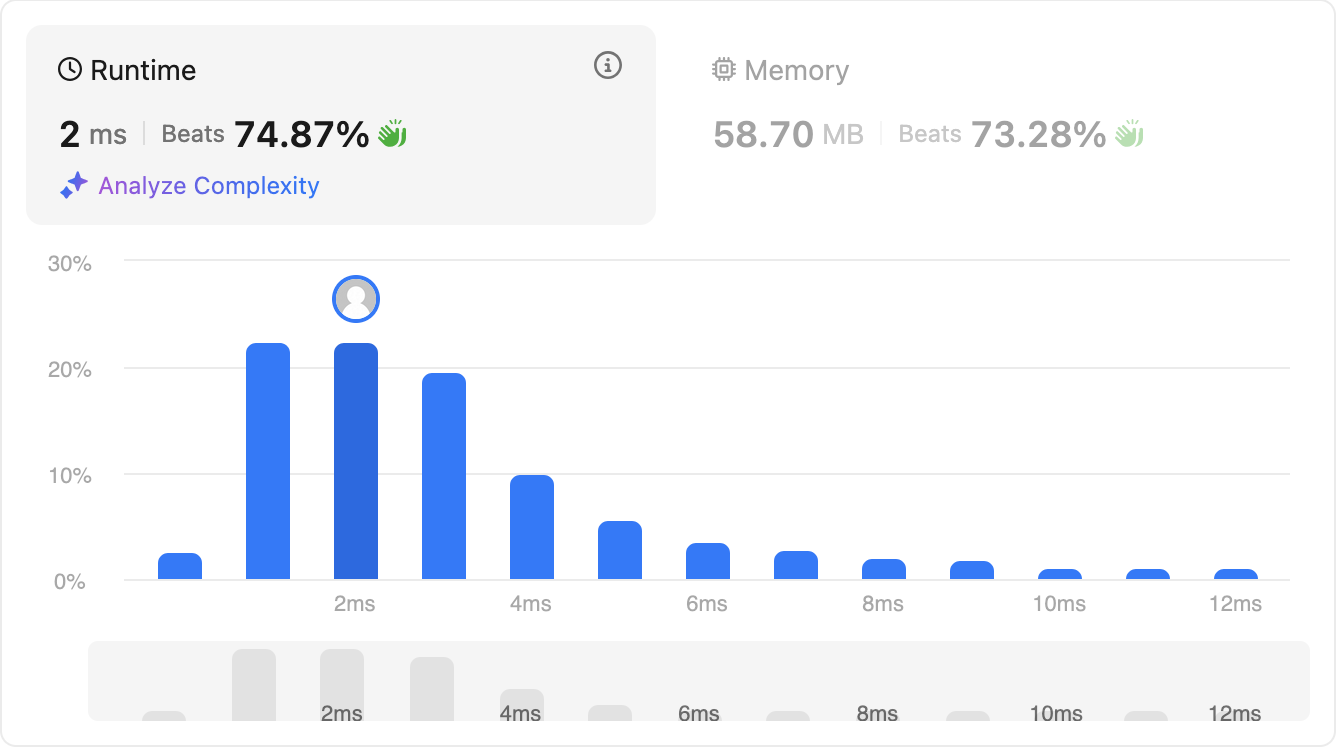 Runtime
2 ms Beats 74.87%
Analyze Complexity
Memory
58.70 MB Beats 73.28%
30%
20%
10%
0%
2ms 4ms 6ms 8ms 10ms 12ms
2ms 4ms 6ms 8ms 10ms 12ms